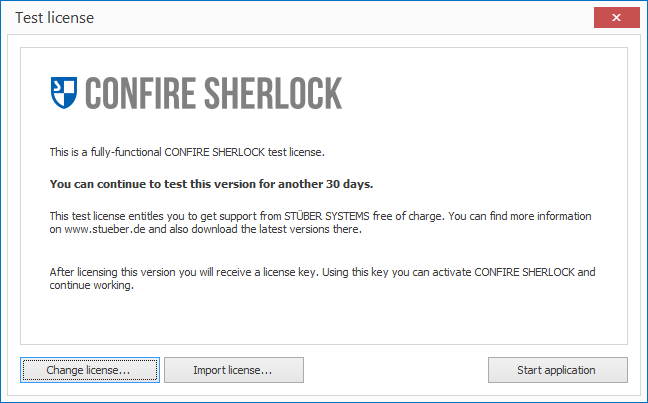 Test license
CONFIRE SHERLOCK
This is a fully-functional CONFIRE SHERLOCK test license.
You can continue to test this version for another 30 days.
This test license entitles you to get support from STÜBER SYSTEMS free of charge. You can find more information
on www.stueber.de and also download the latest versions there.
After licensing this version you will receive a license key. Using this key you can activate CONFIRE SHERLOCK and
continue working.
Change license... Import license... Start application